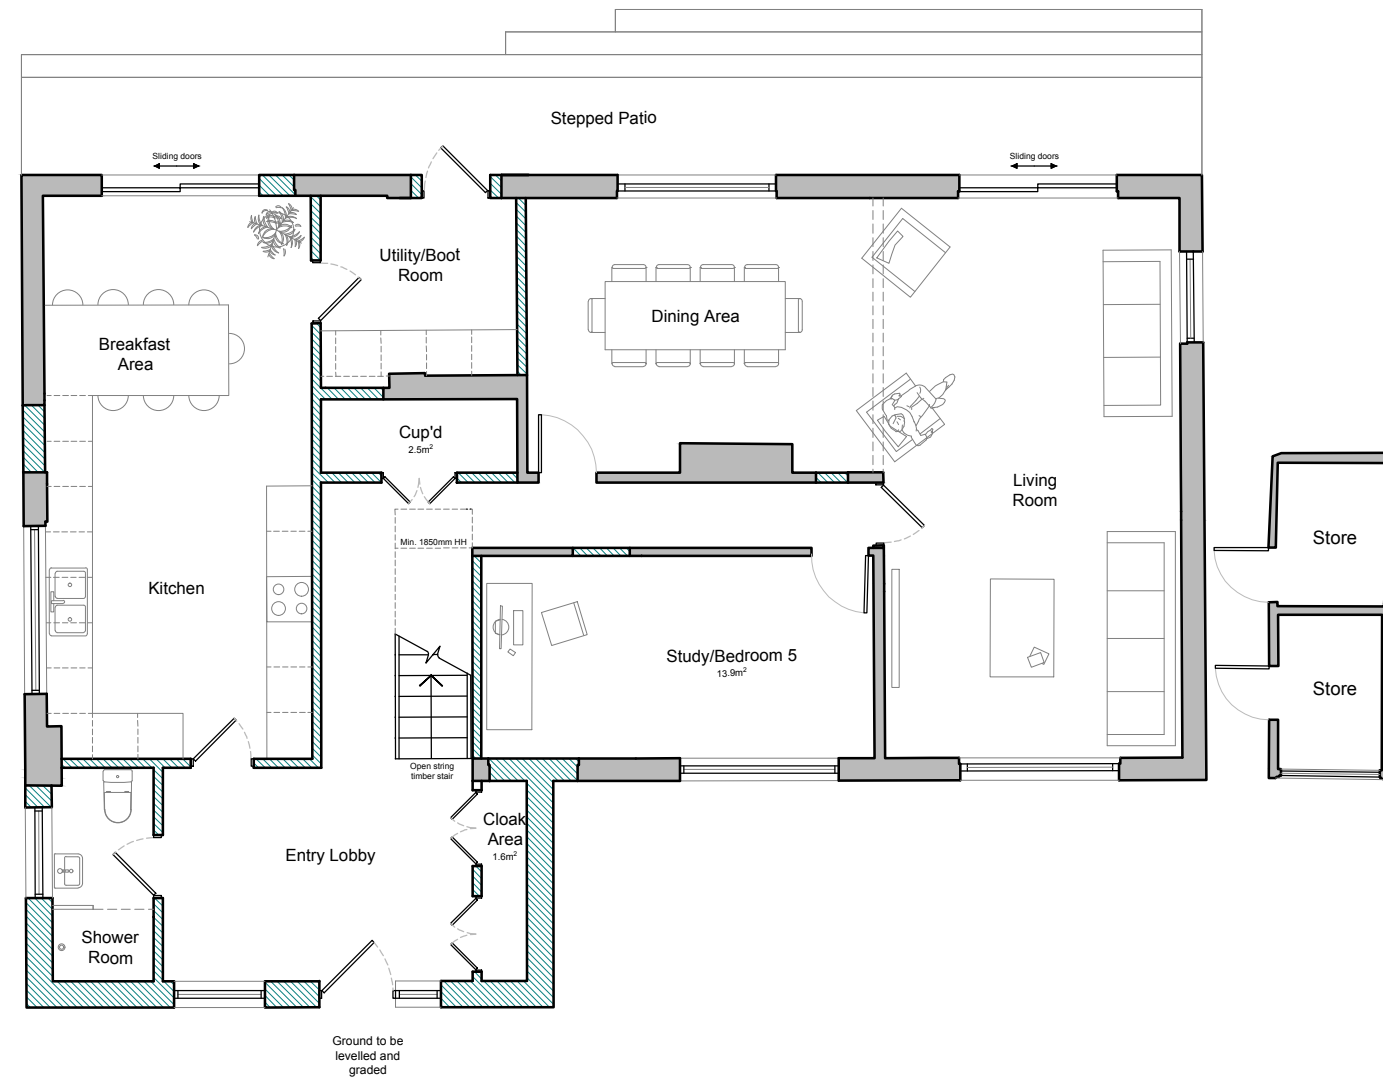 Stepped Patio
Sliding doors
Sliding doors
Utility/Boot
Room
Dining Area
Breakfast
Area
Cup'd
2.5m²
Living
Room
Min. 1850mm HH
Store
Kitchen
Study/Bedroom 5
13.9m²
Store
Open string
timber stair
Cloak
Area
1.6m²
Entry Lobby
Shower
Room
Ground to be
levelled and
graded